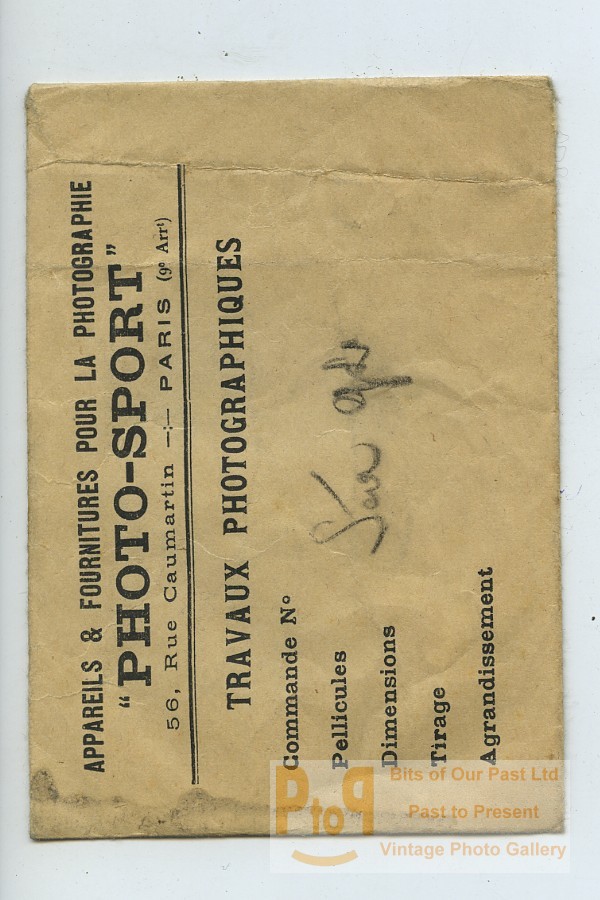 APPAREILS & FOURNITURES POUR LA PHOTOGRAPHIE
"PHOTO-SPORT"
56, Rue Caumartin -:- PARIS (9e Arrt)
TRAVAUX PHOTOGRAPHIQUES
Commande N°
Pellicules
Dimensions
Tirage
Agrandissement
PtoP
Bits of Our Past Ltd
Past to Present
Vintage Photo Gallery